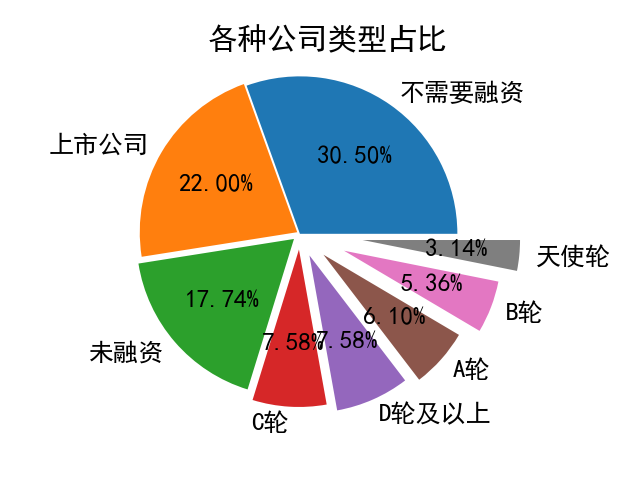 各种公司类型占比
不需要融资
30.50%
上市公司
22.00%
未融资
17.74%
C轮
7.58%
D轮及以上
7.58%
A轮
6.10%
B轮
5.36%
天使轮
3.14%